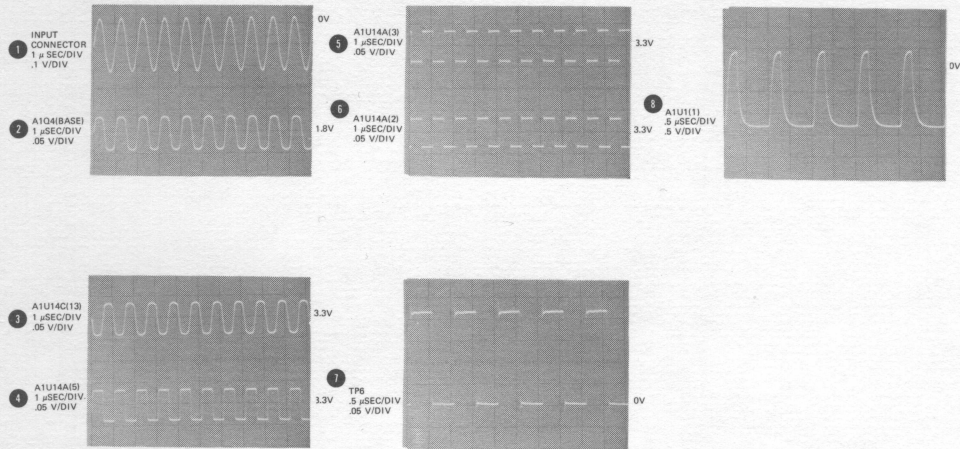 1
INPUT
CONNECTOR
1 μ SEC/DIV
.1 V/DIV
0V
2
A1Q4(BASE)
1 μSEC/DIV
.05 V/DIV
1.8V
5
A1U14A(3)
1 μSEC/DIV
.05 V/DIV
3.3V
6
A1U14A(2)
1 μSEC/DIV
.05 V/DIV
3.3V
8
A1U1(1)
.5 μSEC/DIV
.5 V/DIV
0V
3
A1U14C(13)
1 μSEC/DIV
.05 V/DIV
3.3V
4
A1U14A(5)
1 μSEC/DIV.
.05 V/DIV
3.3V
7
TP6
.5 μSEC/DIV
.05 V/DIV
0V